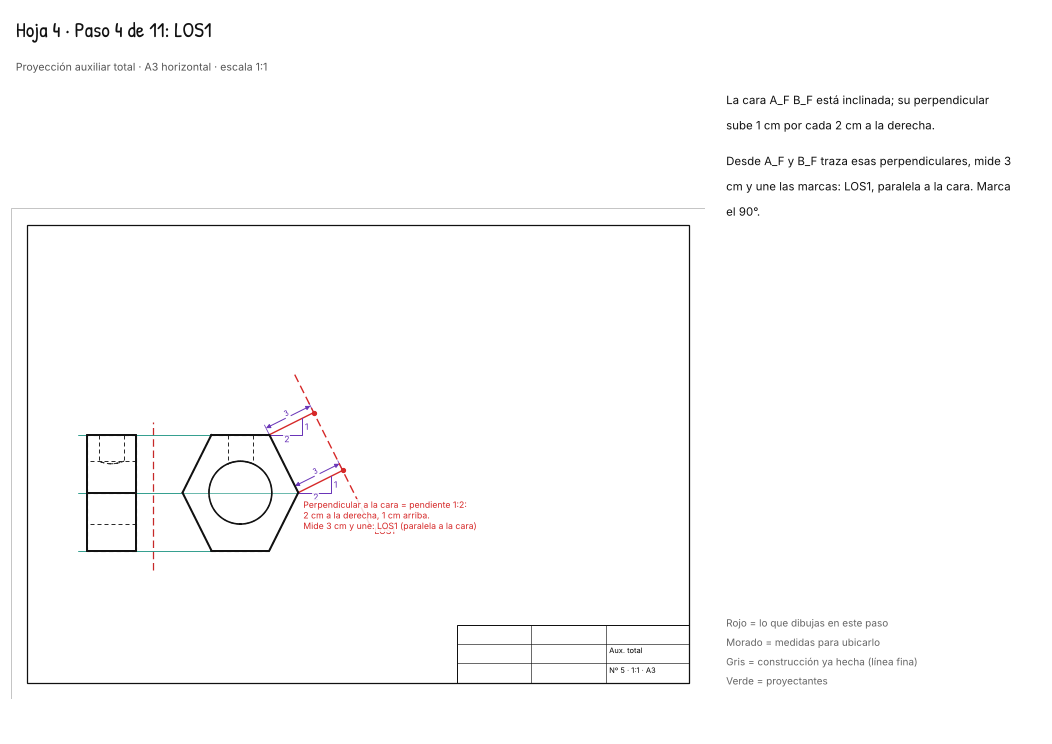 Hoja 4 · Paso 4 de 11: LOS1
Proyección auxiliar total · A3 horizontal · escala 1:1
La cara A_F B_F está inclinada; su perpendicular
sube 1 cm por cada 2 cm a la derecha.
Desde A_F y B_F traza esas perpendiculares, mide 3
cm y une las marcas: LOS1, paralela a la cara. Marca
el 90°.
3
1
2
3
1
2
Perpendicular a la cara = pendiente 1:2:
2 cm a la derecha, 1 cm arriba.
Mide 3 cm y une: LOS1 (paralela a la cara)
Aux. total
Nº 5 · 1:1 · A3
Rojo = lo que dibujas en este paso
Morado = medidas para ubicarlo
Gris = construcción ya hecha (línea fina)
Verde = proyectantes